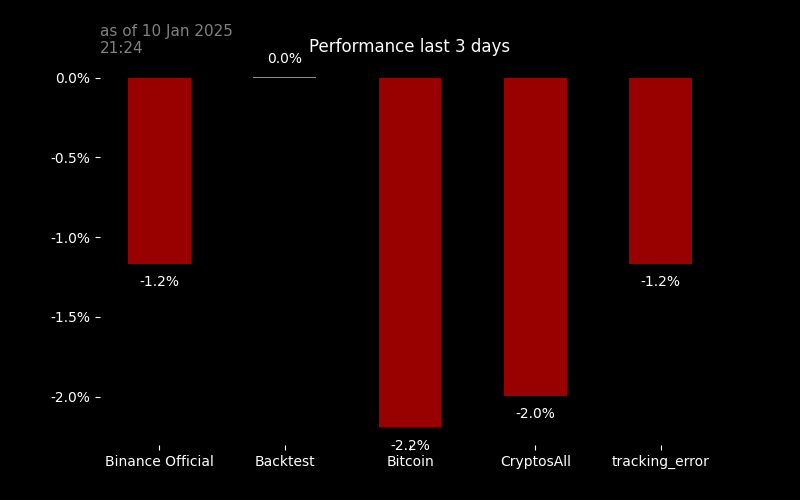 as of 10 Jan 2025
21:24
Performance last 3 days
0.0%
0.0%
-0.5%
-1.0%
-1.2%
-1.2%
-1.5%
-2.0%
-2.0%
-2.2%
Binance Official
Backtest
Bitcoin
CryptosAll
tracking_error